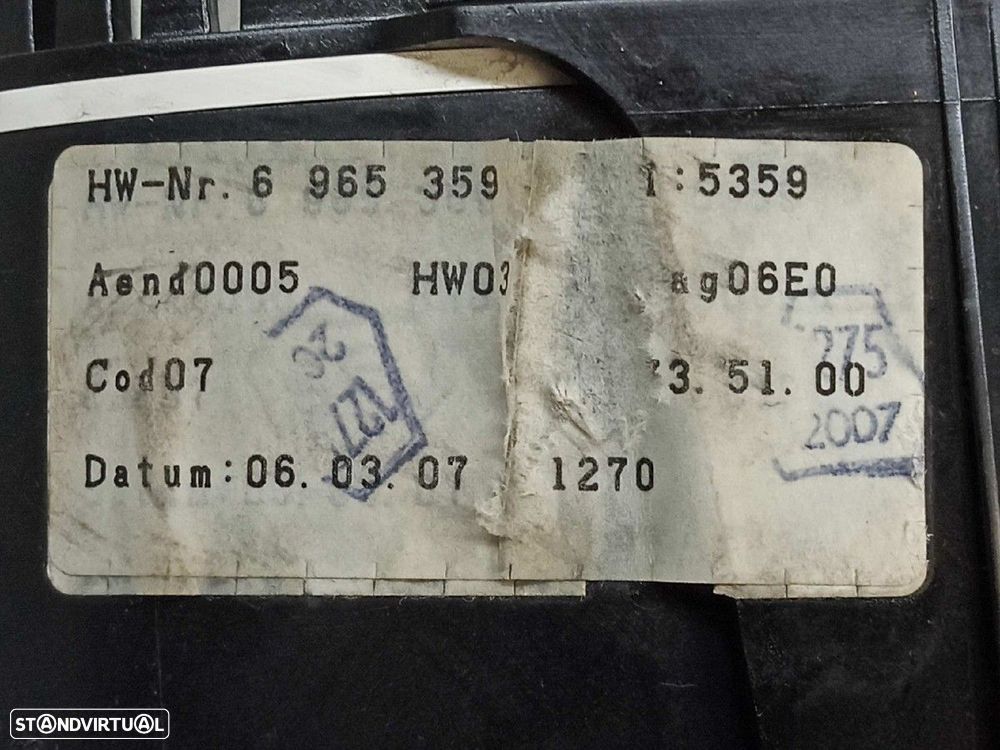 HW-Nr. 6 965 359 :5359
Aend0005 HW03 ag06E0
Cod07 3. 51. 00
Datum:06. 03. 07 1270
275
2007
STANDVIRTUAL